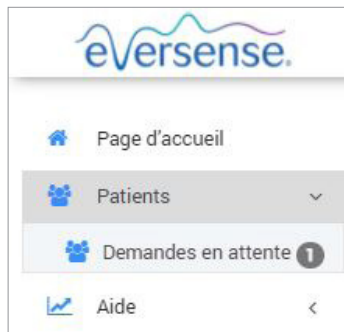 eversense.
Page d'accueil
Patients
Demandes en attente 1
Aide